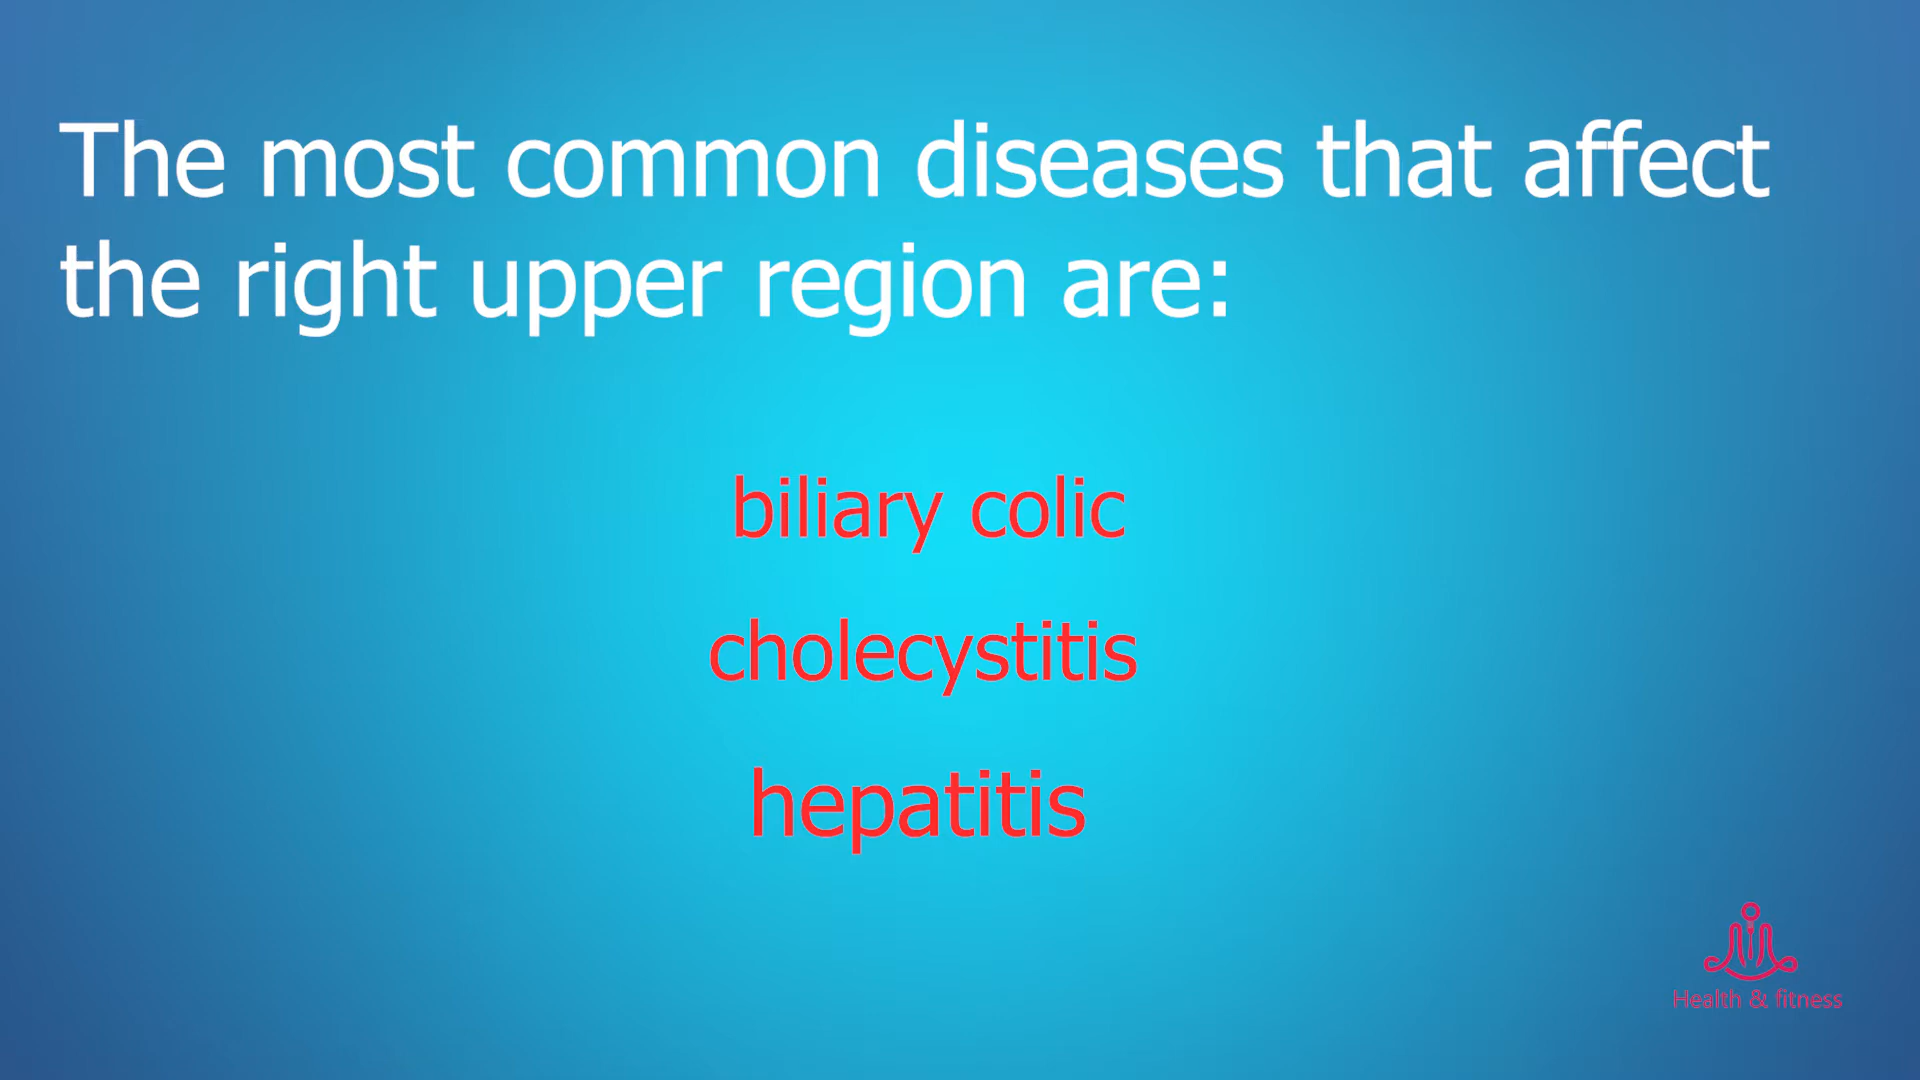 The most common diseases that affect
the right upper region are:
biliary colic
cholecystitis
hepatitis
Health & fitness